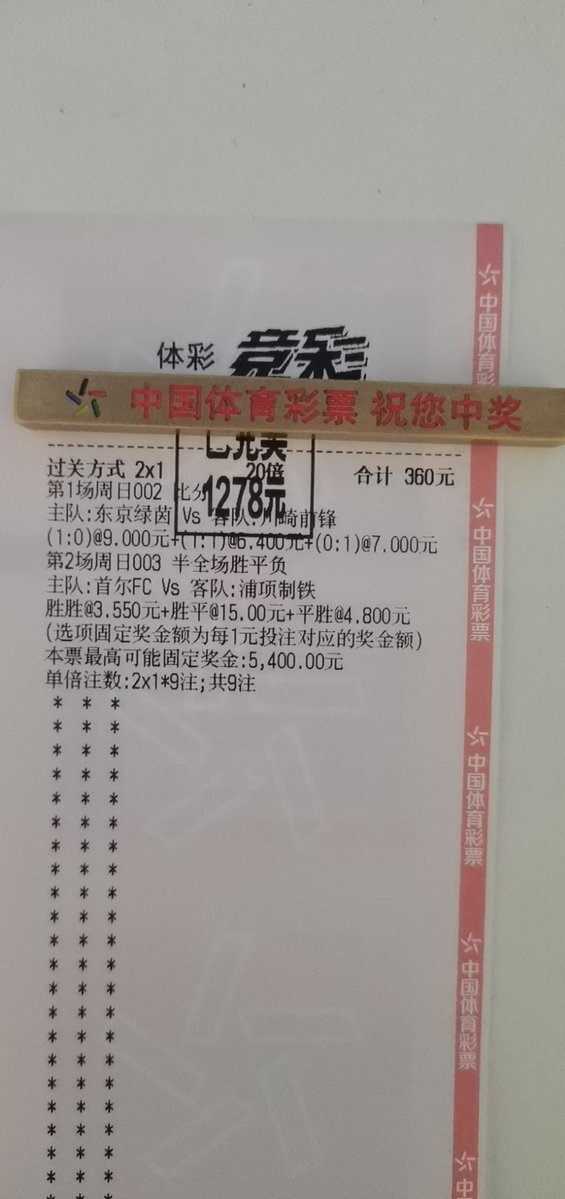 体彩 竞彩
中国体育彩票 祝您中奖
已兑奖
过关方式 2x1 20倍 合计 360元
1278元
第1场周日002 比分
主队:东京绿茵 Vs 客队:川崎前锋
(1:0)@9.000元+(1:1)@6.400元+(0:1)@7.000元
第2场周日003 半全场胜平负
主队:首尔FC Vs 客队:浦项制铁
胜胜@3.550元+胜平@15.00元+平胜@4.800元
(选项固定奖金额为每1元投注对应的奖金额)
本票最高可能固定奖金:5,400.00元
单倍注数:2x1*9注;共9注
中国体育彩
中国体育彩票
中国体育彩票
中国体育彩票
中